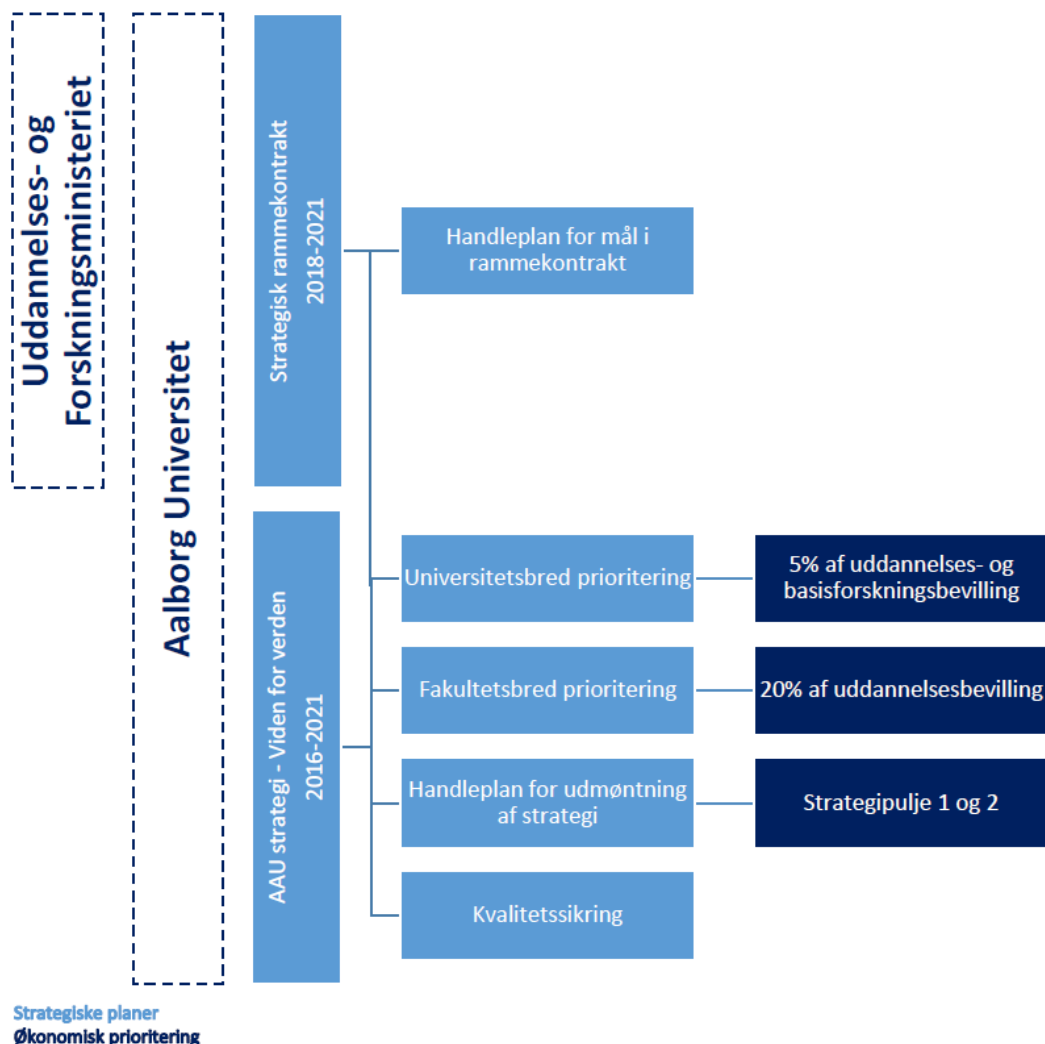 Uddannelses- og
Forskningsministeriet
Aalborg Universitet
Strategisk rammekontrakt
2018-2021
Handleplan for mål i
rammekontrakt
AAU strategi - Viden for verden
2016-2021
Universitetsbred prioritering
5% af uddannelses- og
basisforskningsbevilling
Fakultetsbred prioritering
20% af uddannelsesbevilling
Handleplan for udmøntning
af strategi
Strategipulje 1 og 2
Kvalitetssikring
Strategiske planer
Økonomisk prioritering